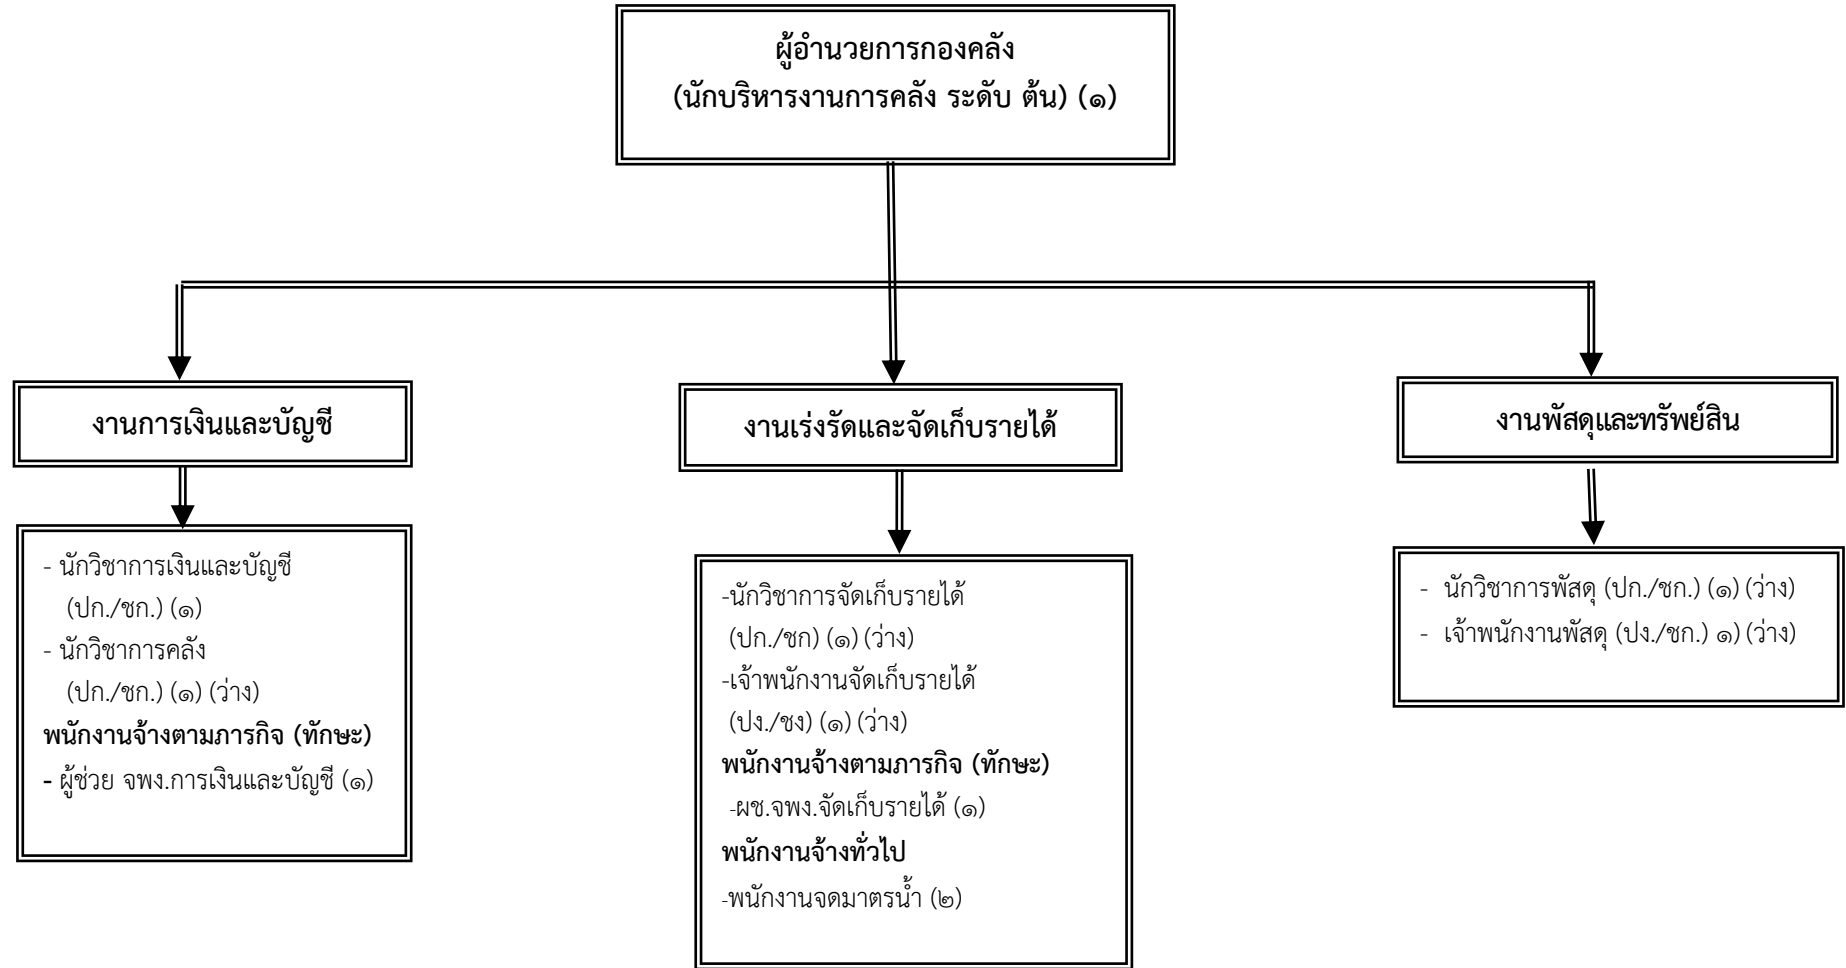 ผู้อำนวยการกองคลัง
(นักบริหารงานการคลัง ระดับ ต้น) (๑)
งานการเงินและบัญชี
- นักวิชาการเงินและบัญชี
(ปก./ชก.) (๑)
- นักวิชาการคลัง
(ปก./ชก.) (๑) (ว่าง)
พนักงานจ้างตามภารกิจ (ทักษะ)
- ผู้ช่วย จพง.การเงินและบัญชี (๑)
งานเร่งรัดและจัดเก็บรายได้
-นักวิชาการจัดเก็บรายได้
(ปก./ชก) (๑) (ว่าง)
-เจ้าพนักงานจัดเก็บรายได้
(ปง./ชง) (๑) (ว่าง)
พนักงานจ้างตามภารกิจ (ทักษะ)
-ผช.จพง.จัดเก็บรายได้ (๑)
พนักงานจ้างทั่วไป
-พนักงานจดมาตรน้ำ (๒)
งานพัสดุและทรัพย์สิน
- นักวิชาการพัสดุ (ปก./ชก.) (๑) (ว่าง)
- เจ้าพนักงานพัสดุ (ปง./ชก.) ๑) (ว่าง)